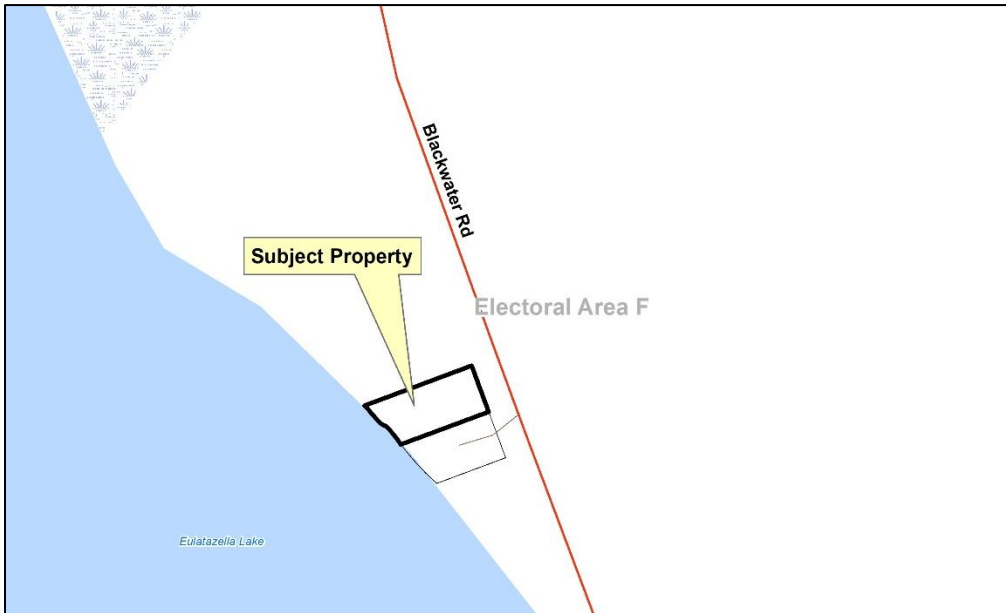 Blackwater Rd
Subject Property
Electoral Area F
Eulatazella Lake